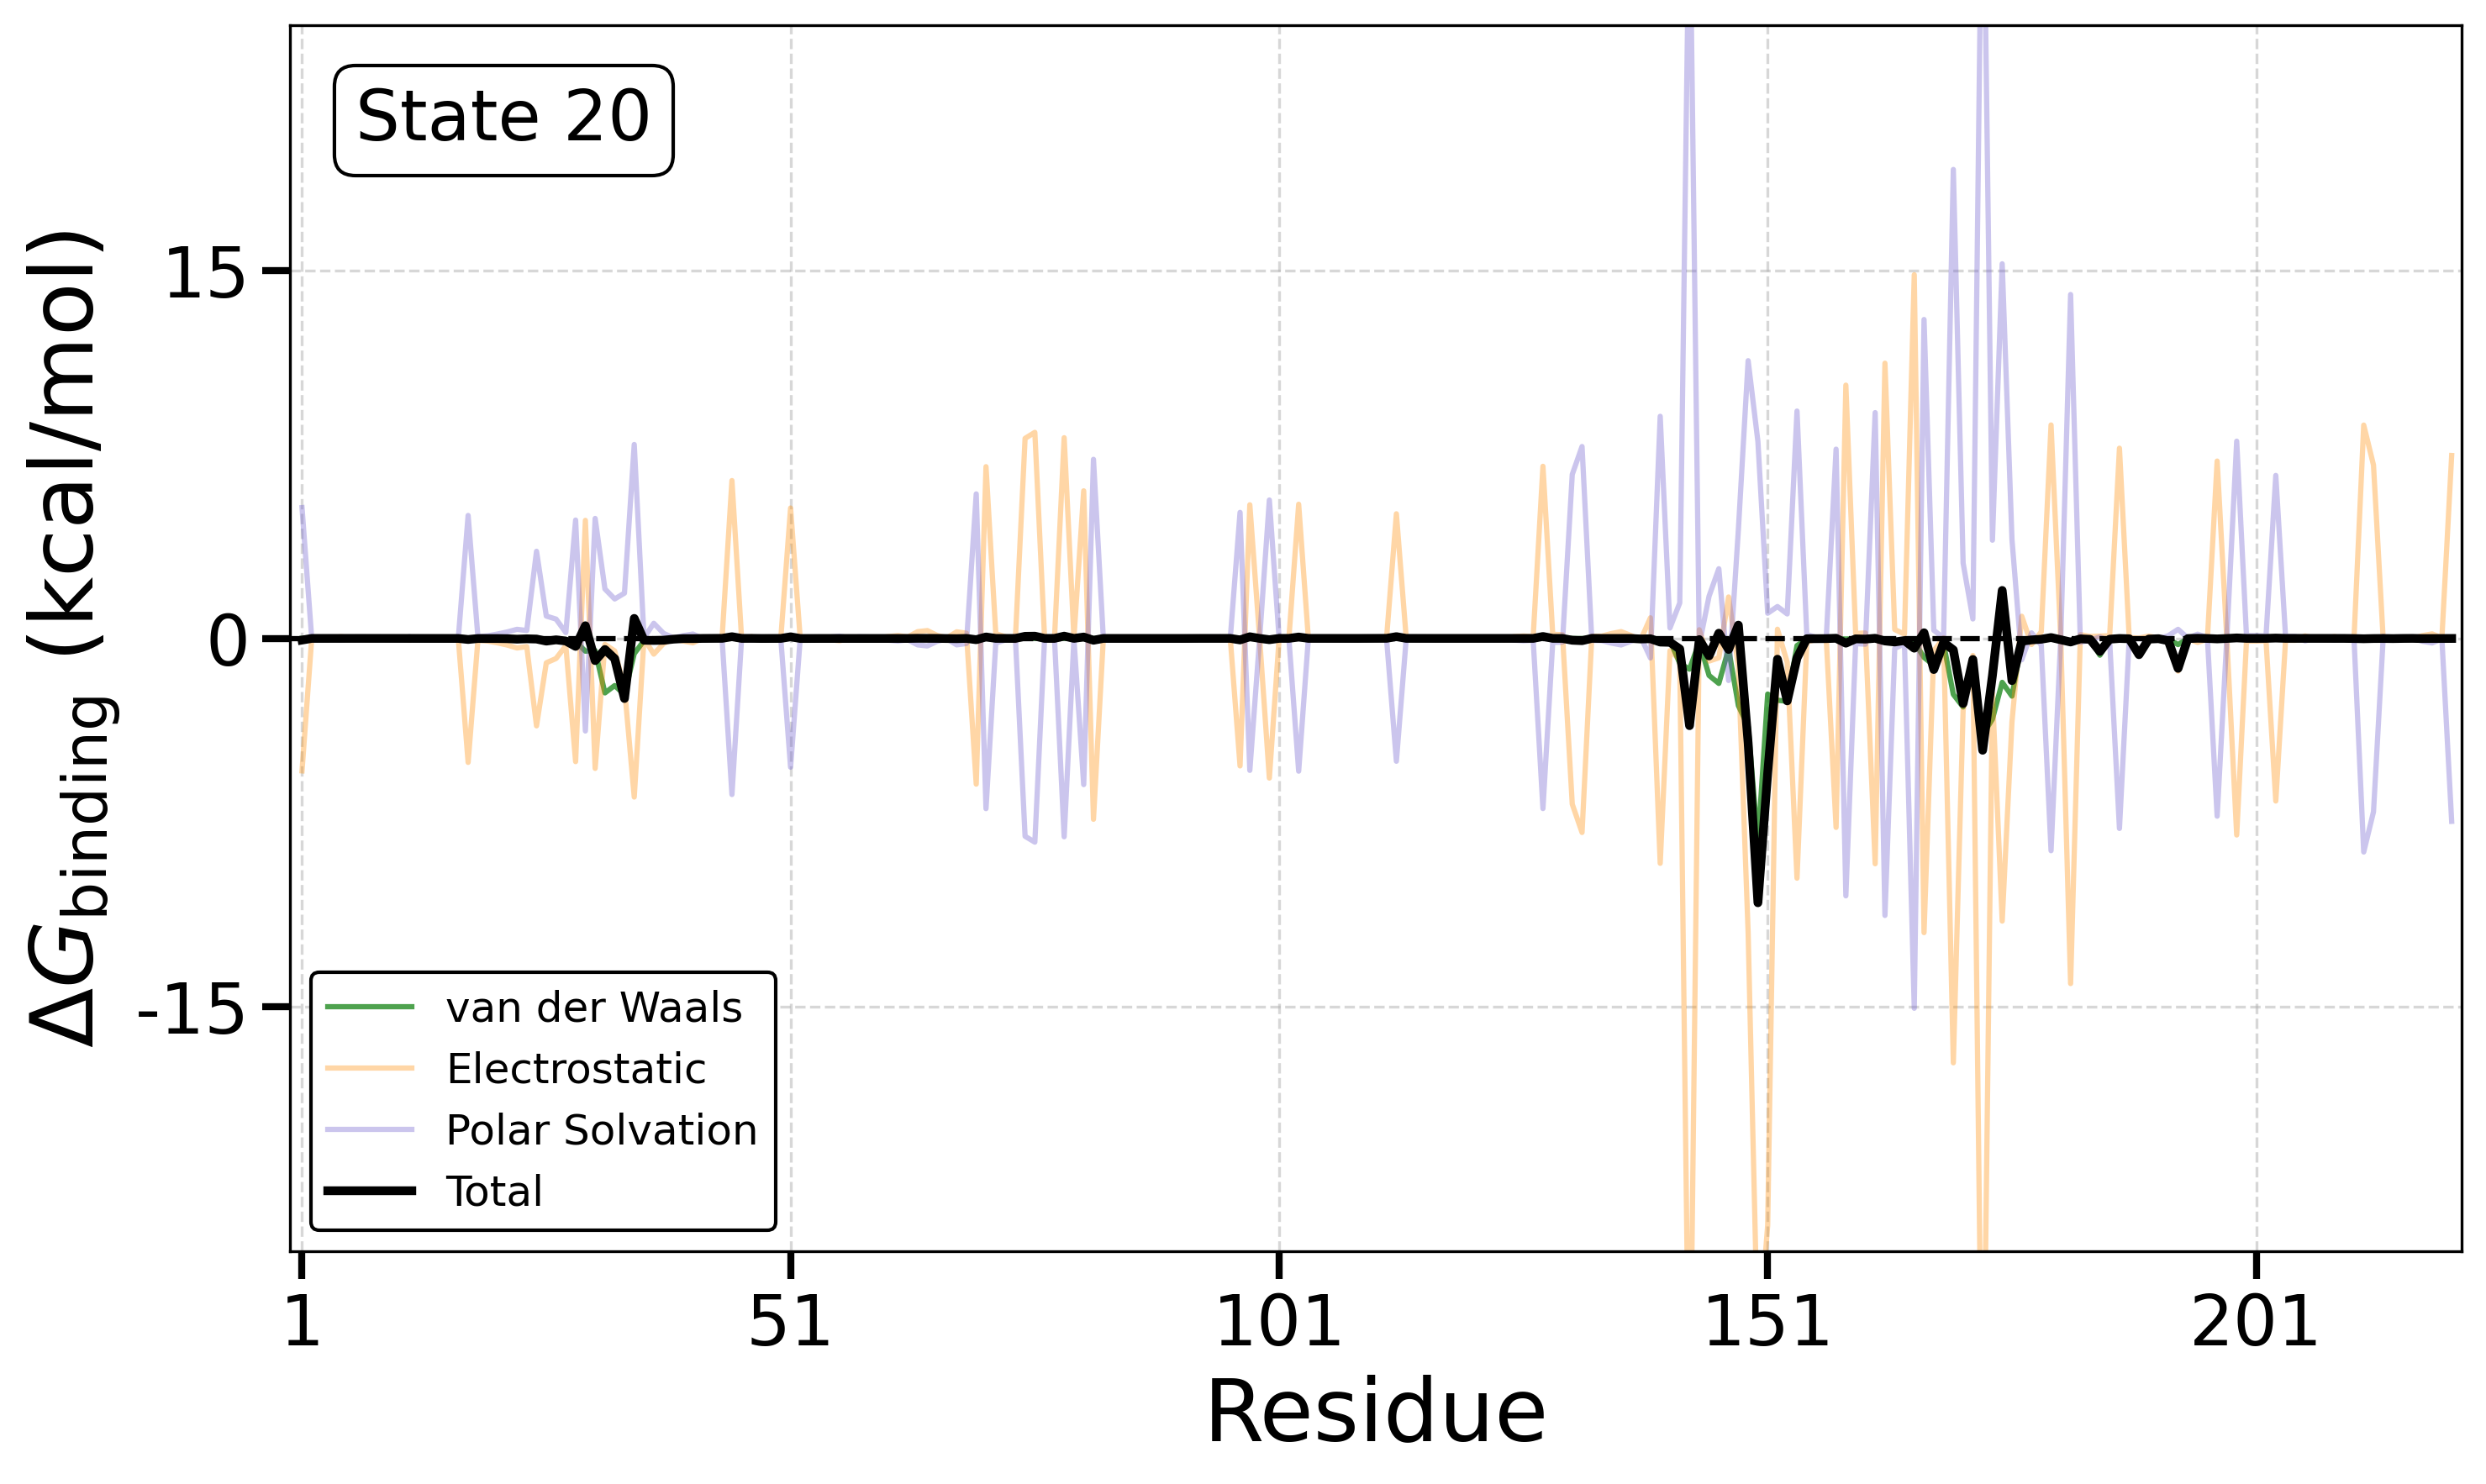 State 20
15
0
-15
ΔGbinding (kcal/mol)
van der Waals
Electrostatic
Polar Solvation
Total
1 51 101 151 201
Residue